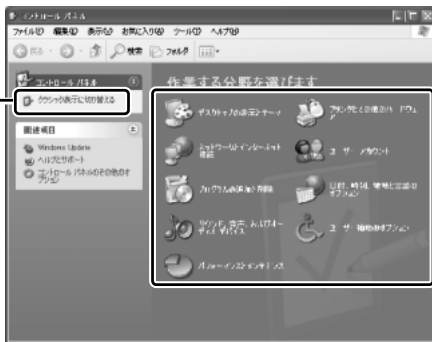 コントロール パネル
ファイル(F) 編集(E) 表示(V) お気に入り(A) ツール(T) ヘルプ(H)
戻る 検索 フォルダ
コントロール パネル
クラシック表示に切り替える
関連項目
Windows Update
ヘルプとサポート
コントロール パネルのその他のオプション
作業する分野を選びます
デスクトップの表示とテーマ
プリンタとその他のハードウェア
ネットワークとインターネット接続
ユーザー アカウント
プログラムの追加と削除
日付、時刻、地域と言語のオプション
サウンド、音声、およびオーディオ デバイス
ユーザー補助のオプション
パフォーマンスとメンテナンス